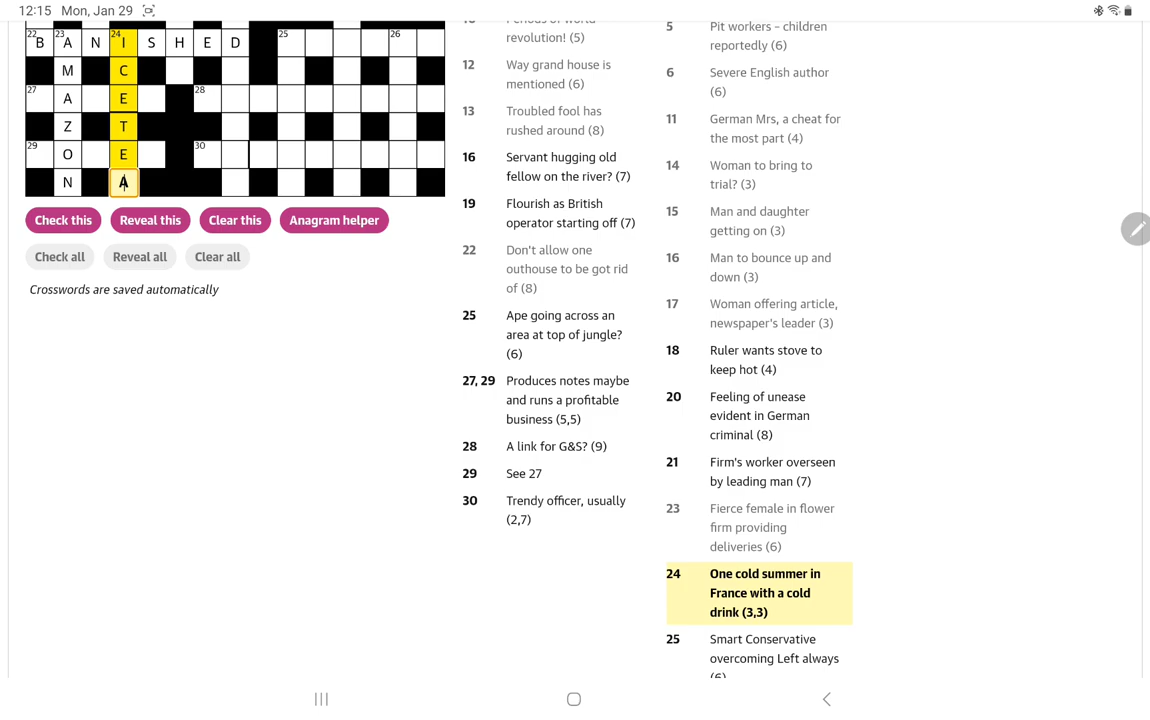 12:15 Mon, Jan 29
22 B 23 A N 24 I S H E D 25 26
M C
27 A E 28
Z T
29 O E 30
N A
Check this
Reveal this
Clear this
Anagram helper
Check all
Reveal all
Clear all
Crosswords are saved automatically
revolution! (5)
12 Way grand house is
mentioned (6)
13 Troubled fool has
rushed around (8)
16 Servant hugging old
fellow on the river? (7)
19 Flourish as British
operator starting off (7)
22 Don't allow one
outhouse to be got rid
of (8)
25 Ape going across an
area at top of jungle?
(6)
27, 29 Produces notes maybe
and runs a profitable
business (5,5)
28 A link for G&S? (9)
29 See 27
30 Trendy officer, usually
(2,7)
5 Pit workers – children
reportedly (6)
6 Severe English author
(6)
11 German Mrs, a cheat for
the most part (4)
14 Woman to bring to
trial? (3)
15 Man and daughter
getting on (3)
16 Man to bounce up and
down (3)
17 Woman offering article,
newspaper's leader (3)
18 Ruler wants stove to
keep hot (4)
20 Feeling of unease
evident in German
criminal (8)
21 Firm's worker overseen
by leading man (7)
23 Fierce female in flower
firm providing
deliveries (6)
24 One cold summer in
France with a cold
drink (3,3)
25 Smart Conservative
overcoming Left always